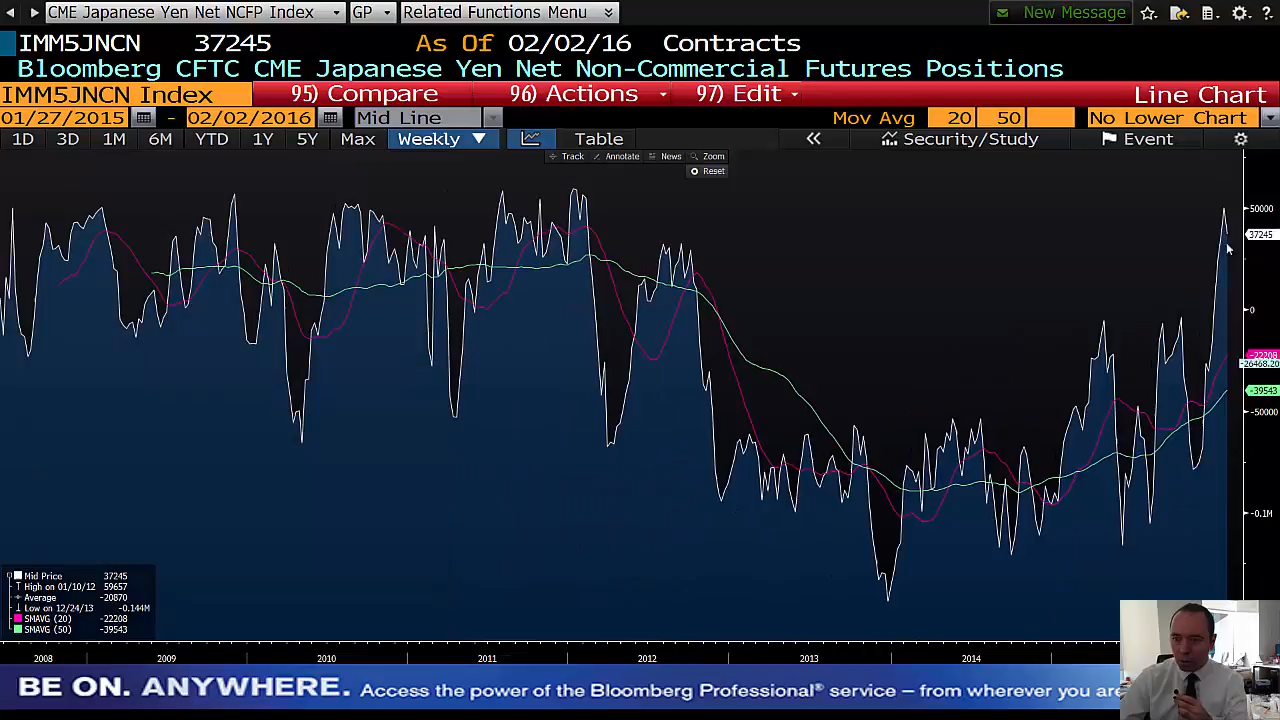 CME Japanese Yen Net NCFP Index GP Related Functions Menu New Message
IMM5JNCN 37245 As Of 02/02/16 Contracts
Bloomberg CFTC CME Japanese Yen Net Non-Commercial Futures Positions
IMM5JNCN Index 95) Compare 96) Actions 97) Edit Line Chart
01/27/2015 - 02/02/2016 Mid Line Mov Avg 20 50 No Lower Chart
1D 3D 1M 6M YTD 1Y 5Y Max Weekly Table Security/Study Event
Track Annotate News Zoom
Reset
50000
37245
0
-22208
-26468.20
-39543
-50000
-0.1M
Mid Price 37245
High on 01/10/12 59657
Average -20870
Low on 12/24/13 -0.144M
SMAVG (20) -22208
SMAVG (50) -39543
2008 2009 2010 2011 2012 2013 2014
BE ON. ANYWHERE. Access the power of the Bloomberg Professional® service – from wherever you are